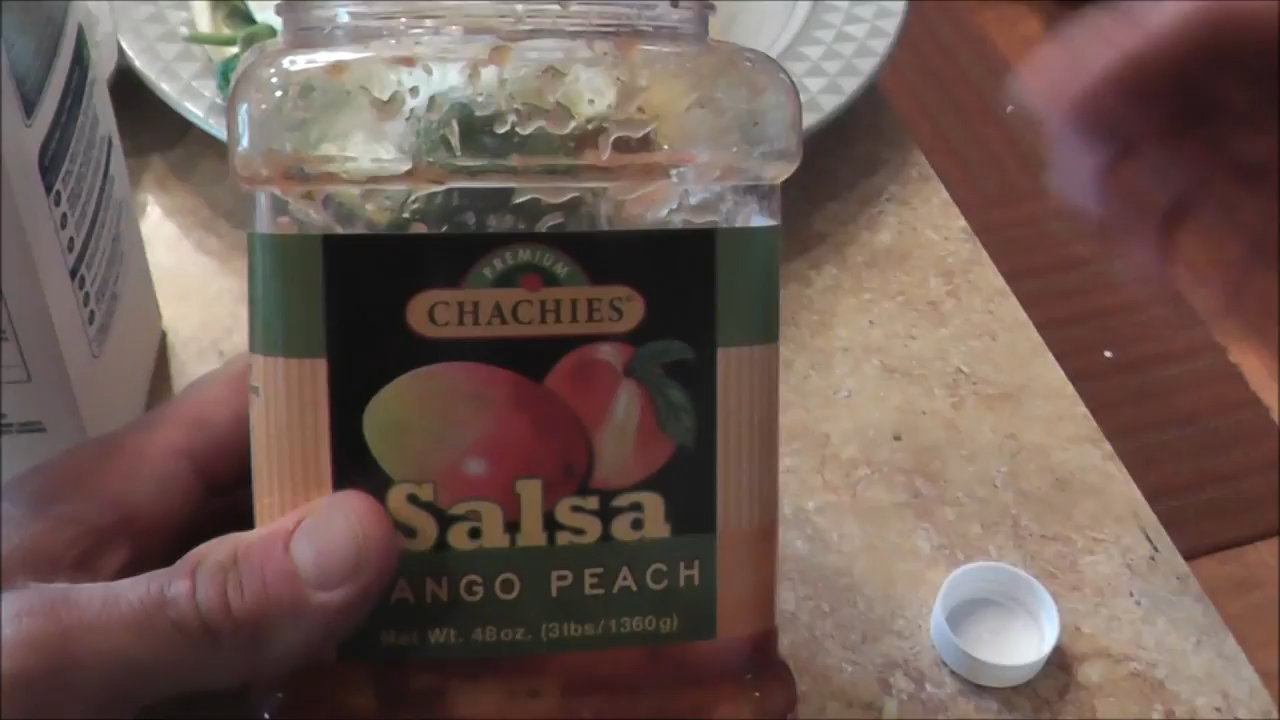 PREMIUM
CHACHIES®
Salsa
ANGO PEACH
Net Wt. 48oz. (3lbs/1360g)